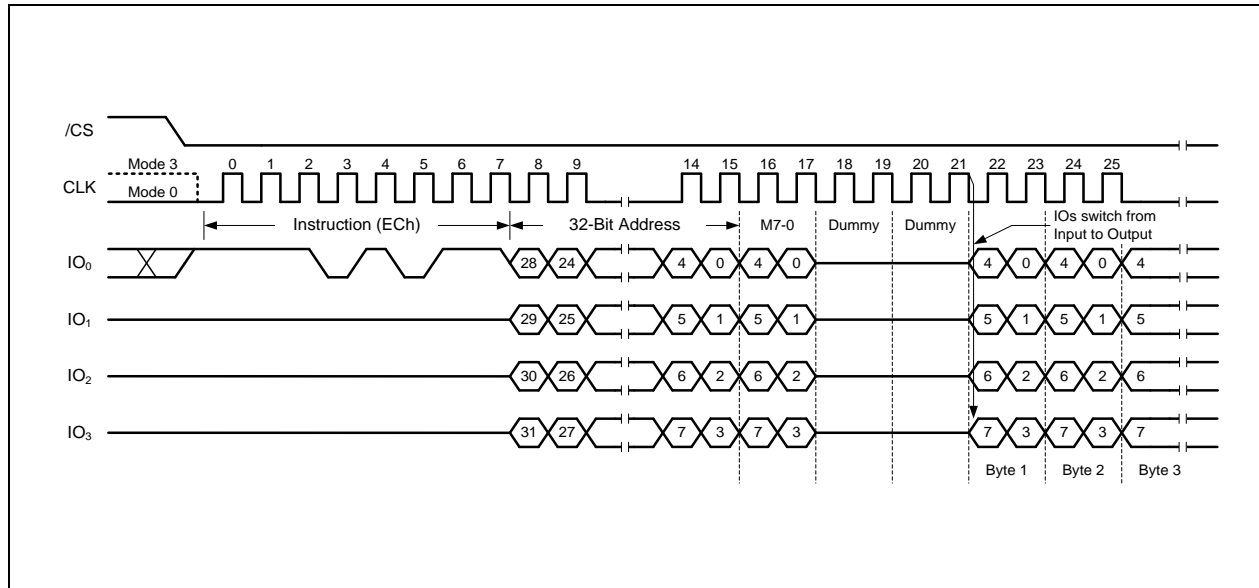 /CS
Mode 3 0 1 2 3 4 5 6 7 8 9 14 15 16 17 18 19 20 21 22 23 24 25
CLK
Mode 0
Instruction (ECh) 32-Bit Address M7-0 Dummy Dummy IOs switch from
Input to Output
IO₀ 28 24 4 0 4 0 4 0 4 0 4
IO₁ 29 25 5 1 5 1 5 1 5 1 5
IO₂ 30 26 6 2 6 2 6 2 6 2 6
IO₃ 31 27 7 3 7 3 7 3 7 3 7
Byte 1 Byte 2 Byte 3